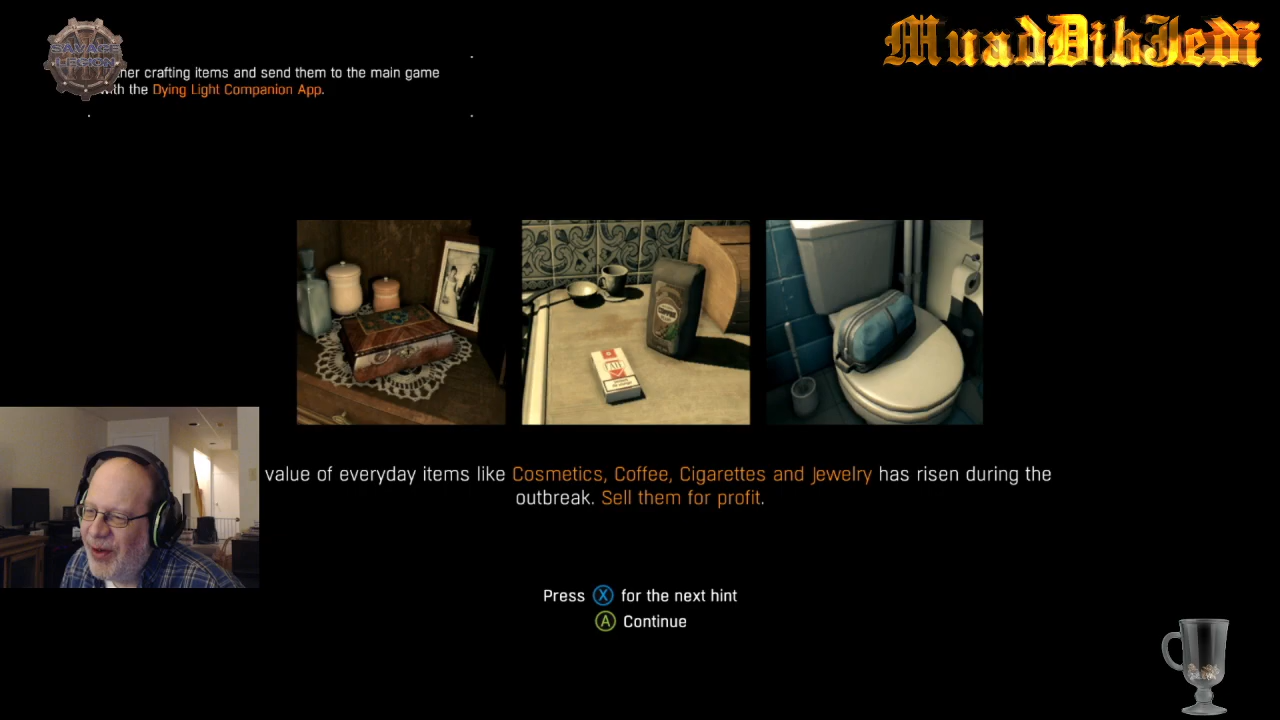 MuadDibJedi
SAVAGE
LEGION
her crafting items and send them to the main game
with the Dying Light Companion App.
value of everyday items like Cosmetics, Coffee, Cigarettes and Jewelry has risen during the
outbreak. Sell them for profit.
Press X for the next hint
A Continue